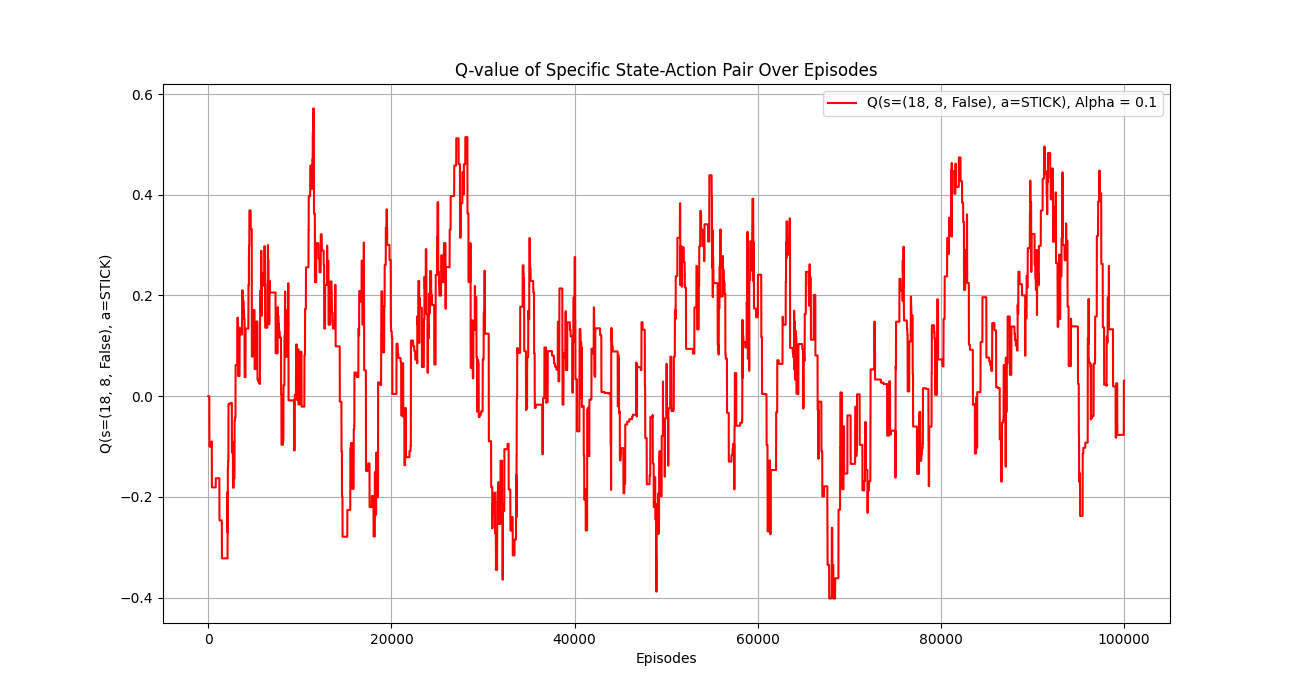 Q-value of Specific State-Action Pair Over Episodes
Q(s=(18, 8, False), a=STICK), Alpha = 0.1
Q(s=(18, 8, False), a=STICK)
0.6
0.4
0.2
0.0
−0.2
−0.4
0 20000 40000 60000 80000 100000
Episodes